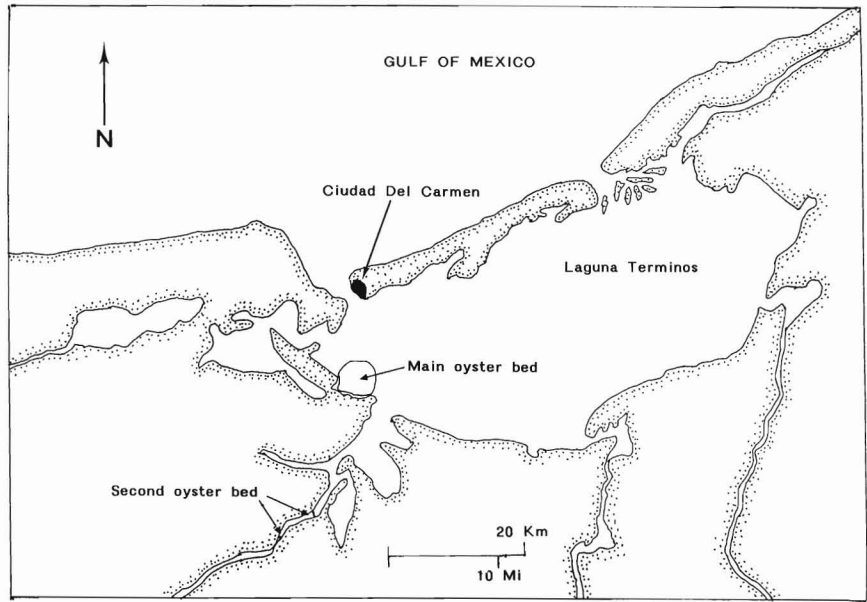 GULF OF MEXICO
N
Ciudad Del Carmen
Laguna Terminos
Main oyster bed
Second oyster bed
20 Km
10 Mi